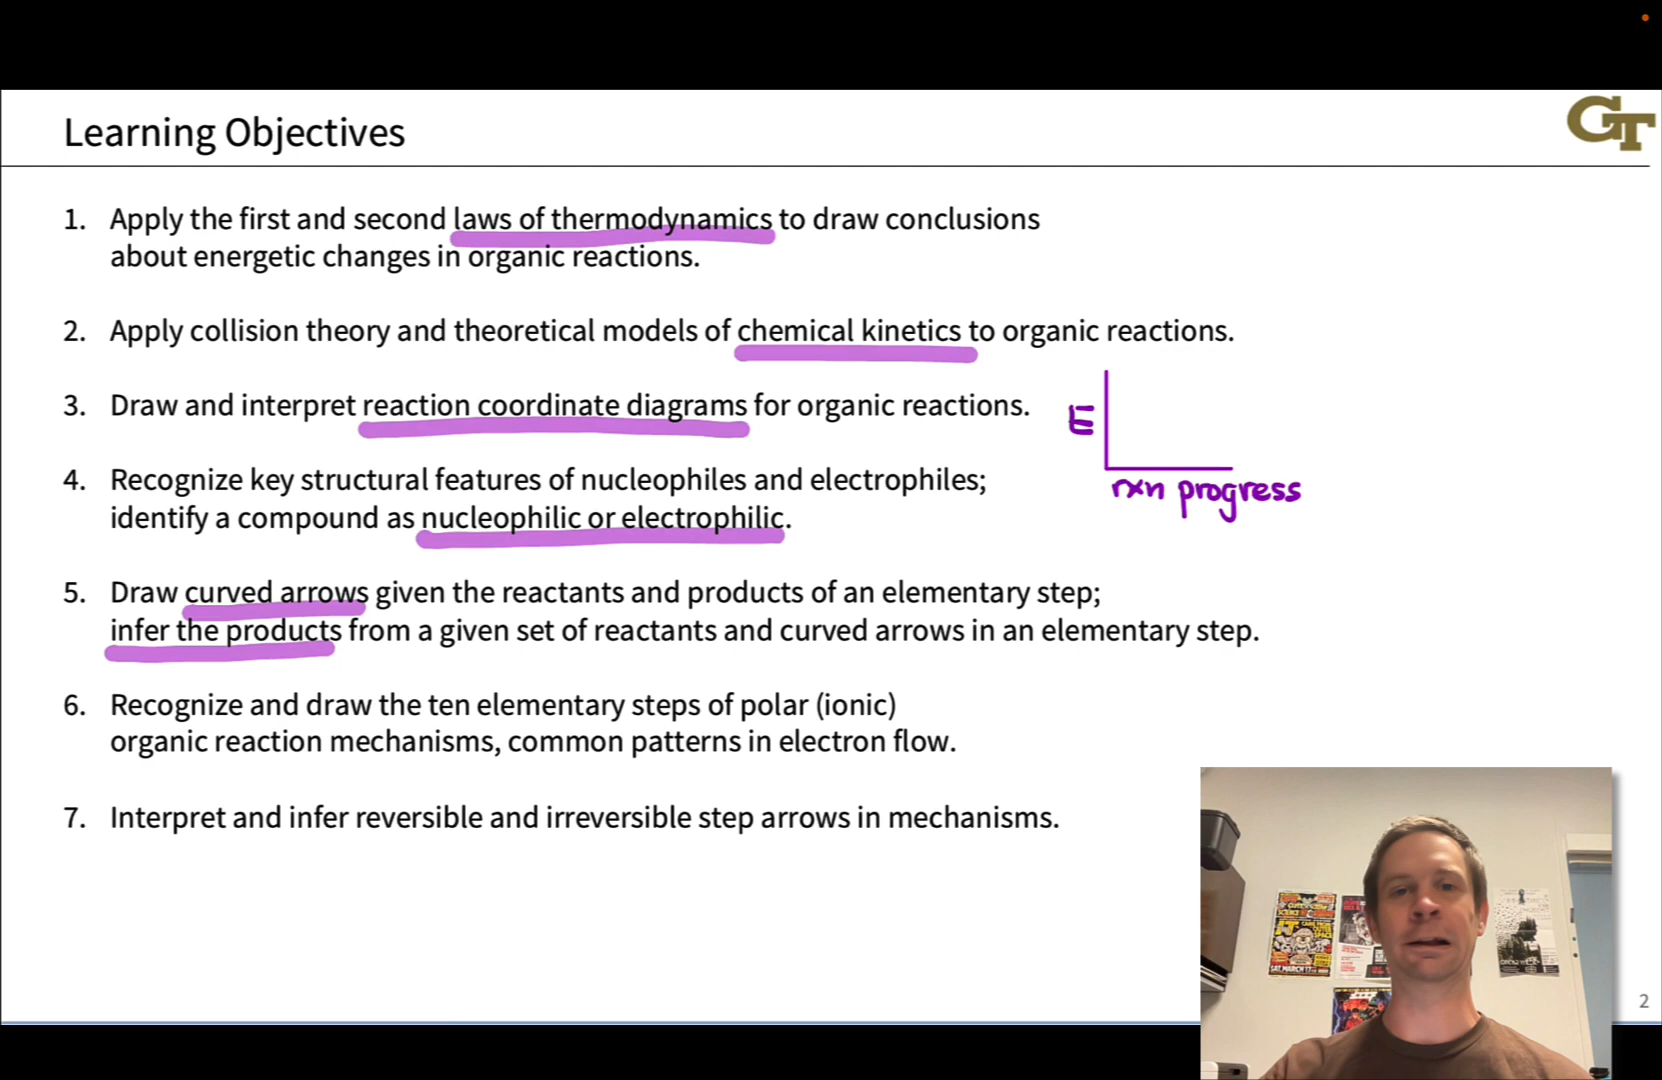 Learning Objectives
GT
1. Apply the first and second laws of thermodynamics to draw conclusions
about energetic changes in organic reactions.
2. Apply collision theory and theoretical models of chemical kinetics to organic reactions.
3. Draw and interpret reaction coordinate diagrams for organic reactions.
E
rxn progress
4. Recognize key structural features of nucleophiles and electrophiles;
identify a compound as nucleophilic or electrophilic.
5. Draw curved arrows given the reactants and products of an elementary step;
infer the products from a given set of reactants and curved arrows in an elementary step.
6. Recognize and draw the ten elementary steps of polar (ionic)
organic reaction mechanisms, common patterns in electron flow.
7. Interpret and infer reversible and irreversible step arrows in mechanisms.
SAT. MARCH 17
2